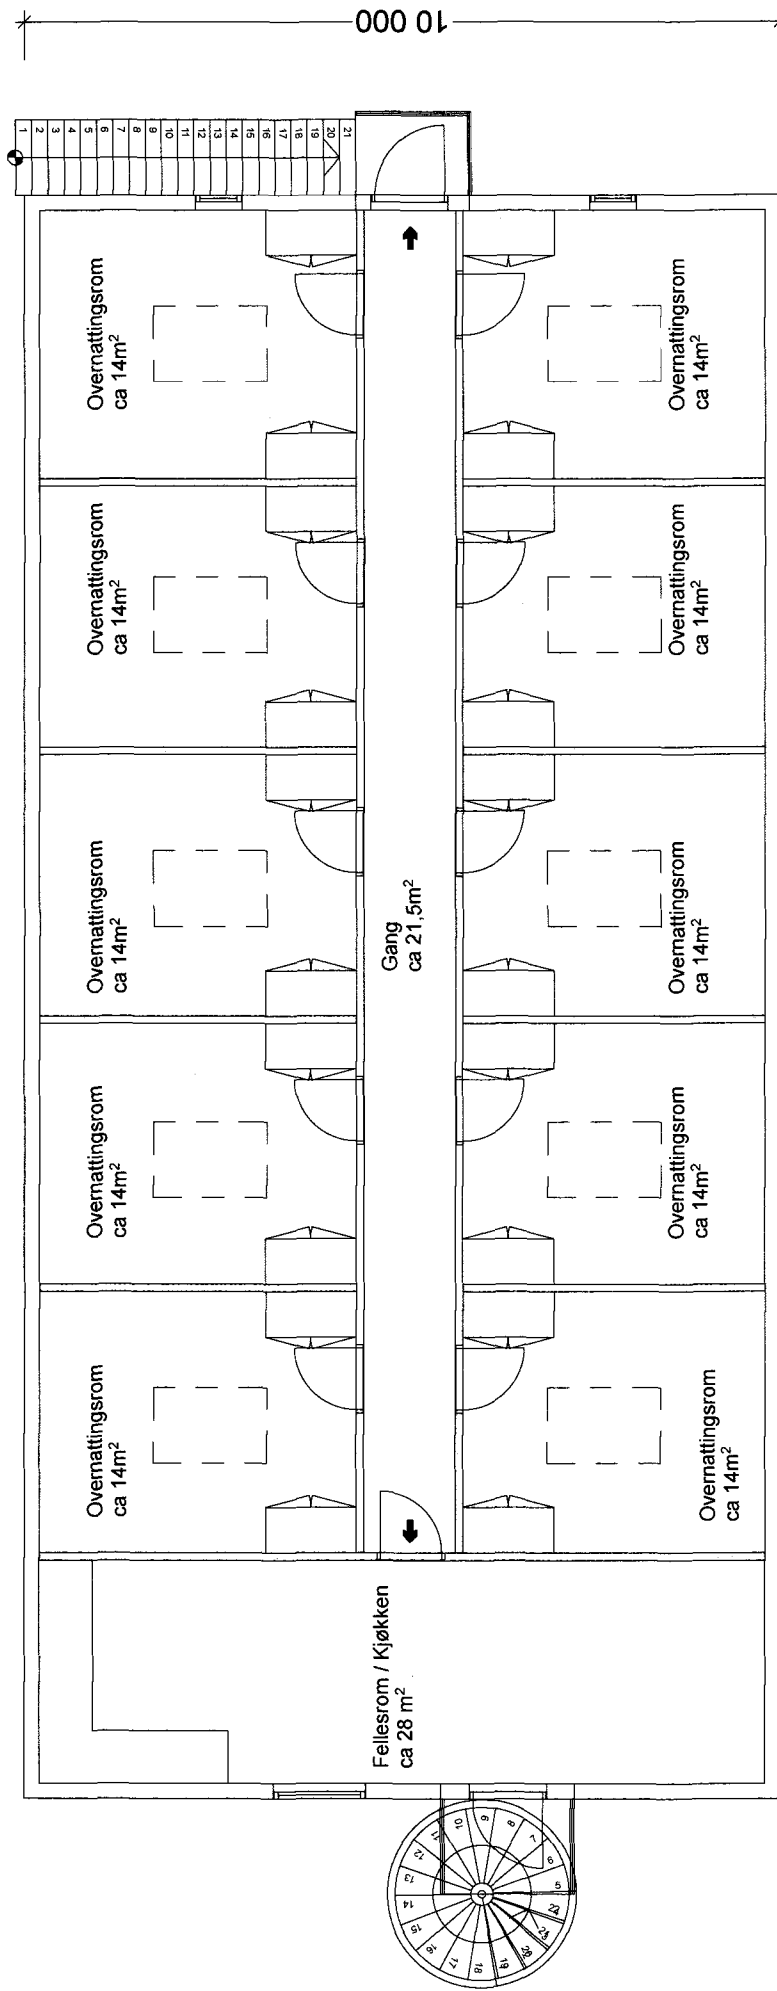 10 000
1
2
3
4
5
6
7
8
9
10
11
12
13
14
15
16
17
18
19
20
21
Overnattingsrom
ca 14m²
Overnattingsrom
ca 14m²
Overnattingsrom
ca 14m²
Overnattingsrom
ca 14m²
Overnattingsrom
ca 14m²
Gang
ca 21,5m²
Overnattingsrom
ca 14m²
Overnattingsrom
ca 14m²
Overnattingsrom
ca 14m²
Overnattingsrom
ca 14m²
Overnattingsrom
ca 14m²
Fellesrom / Kjøkken
ca 28 m²
5
6
7
8
9
10
11
12
13
14
15
16
17
18